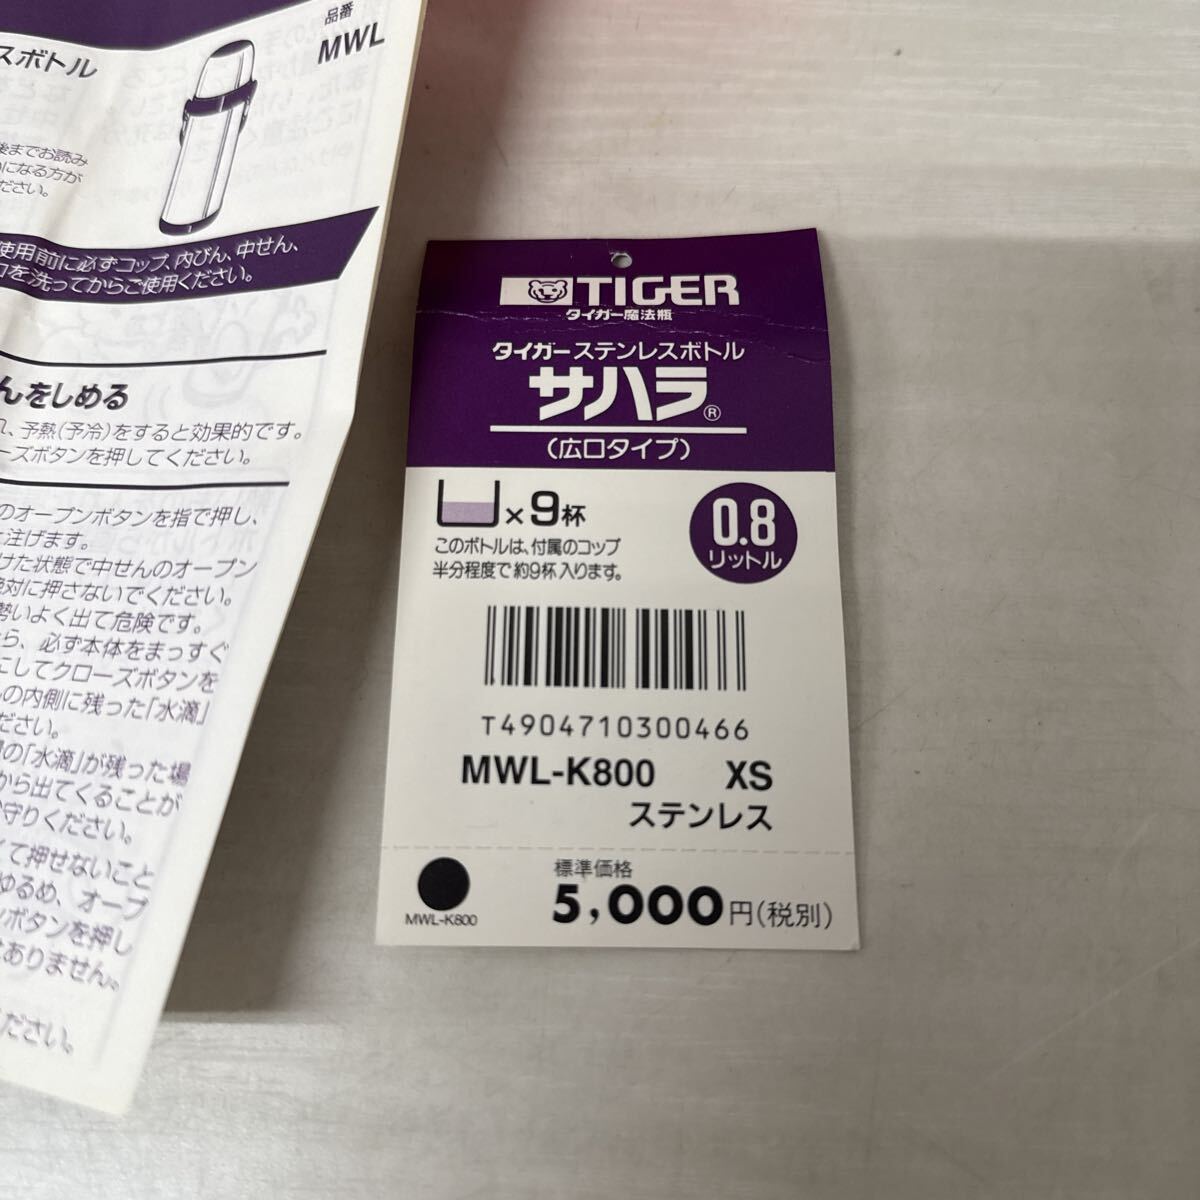 品番
MWL
スボトル
後までお読み
になる方が
ださい。
使用前に必ずコップ、内びん、中せん、
口を洗ってからご使用ください。
んをしめる
れ、予熱(予冷)をすると効果的です。
ーズボタンを押してください。
のオープンボタンを指で押し、
注げます。
けた状態で中せんのオープン
絶対に押さないでください。
勢いよく出て危険です。
ら、必ず本体をまっすぐ
にしてクローズボタンを
しの内側に残った「水滴」
ださい。
の「水滴」が残った場
から出てくることが
守りください。
て押せないこと
ゆるめ、オープ
ンボタンを押し
はありません。
ください。
TIGER
タイガー魔法瓶
タイガーステンレスボトル
サハラ®
(広口タイプ)
×9杯
このボトルは、付属のコップ
半分程度で約9杯入ります。
0.8
リットル
T4904710300466
MWL-K800 XS
ステンレス
MWL-K800
標準価格
5,000円(税別)